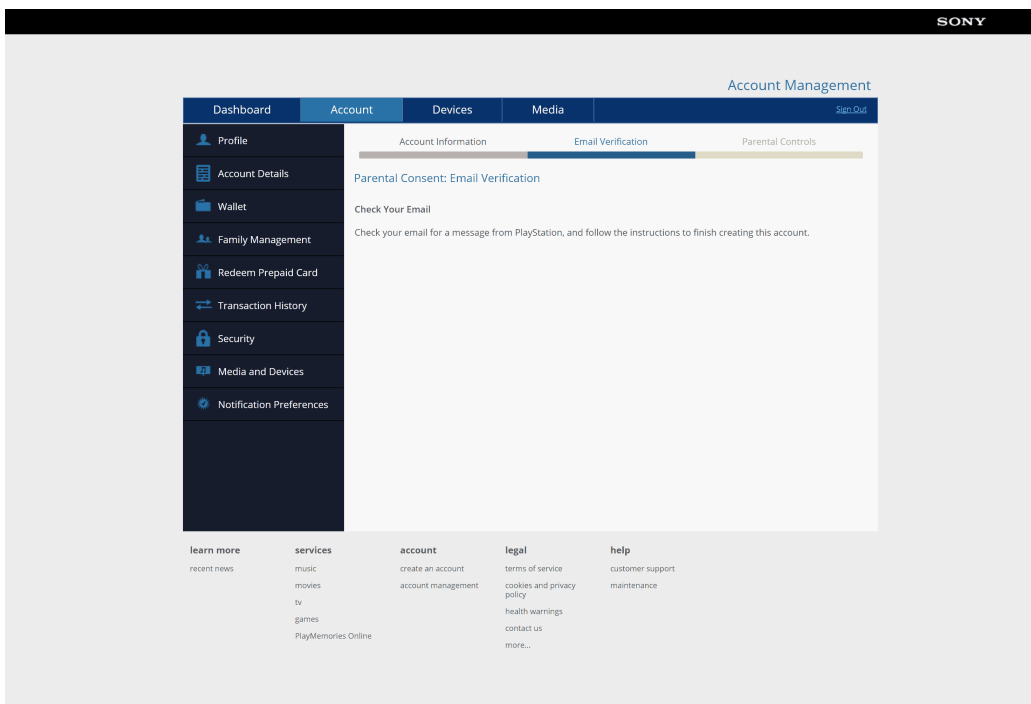 SONY
Account Management
Dashboard Account Devices Media Sign Out
Profile
Account Details
Wallet
Family Management
Redeem Prepaid Card
Transaction History
Security
Media and Devices
Notification Preferences
Account Information Email Verification Parental Controls
Parental Consent: Email Verification
Check Your Email
Check your email for a message from PlayStation, and follow the instructions to finish creating this account.
learn more
recent news
services
music
movies
tv
games
PlayMemories Online
account
create an account
account management
legal
terms of service
cookies and privacy
policy
health warnings
contact us
more...
help
customer support
maintenance